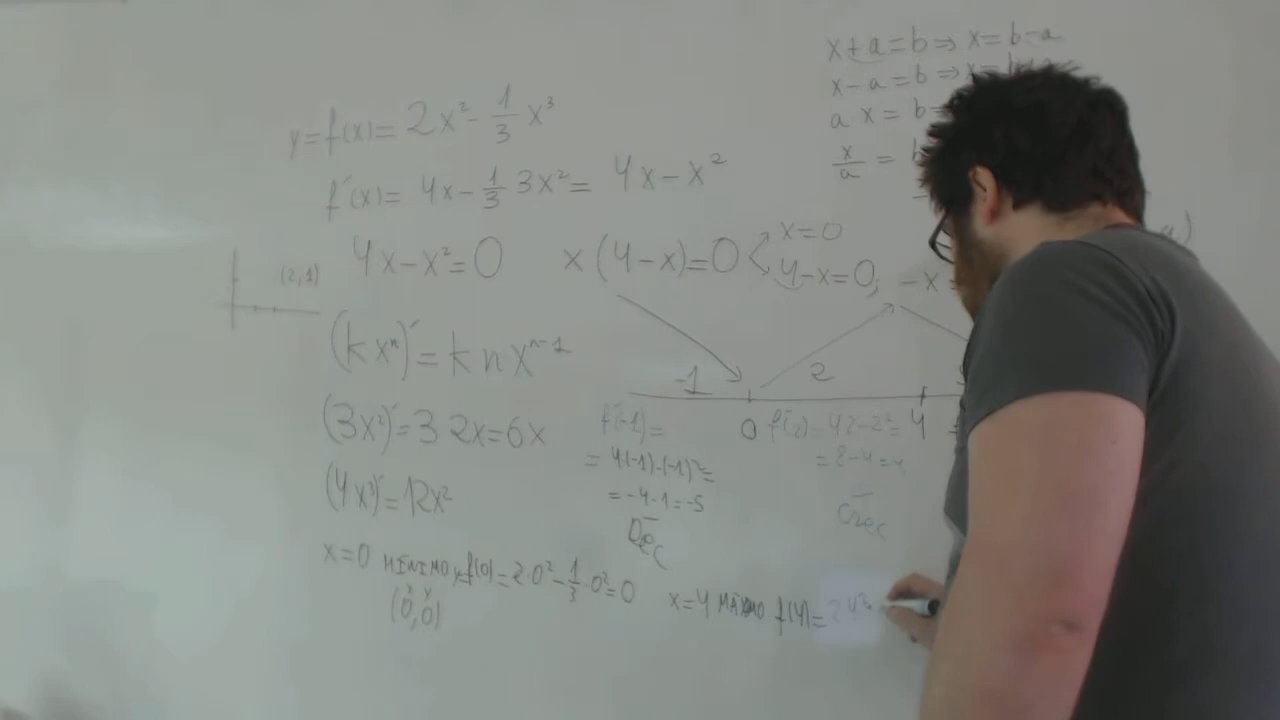 x+a=b⇒ x= b-a
x-a=b⇒ x=
a x= b
x/a =
y=f(x)= 2x²- 1/3 x³
f'(x)= 4x- 1/3 3x²= 4x-x²
4x-x²=0 x(4-x)=0 x=0
4-x=0; -x
(2,1)
(kxⁿ)'= k n xⁿ⁻¹
-1 2
0 4
(3x²)'=3 2x=6x
f'(-1)= f'(2)= 4·2-2²=
= 4(-1)-(-1)²= =8-4=4
(4x³)'=12x²
=-4-1=-5
Dec Crec
x=0 MINIMO y=f(0)=2·0²- 1/3·0³=0
x y
(0,0)
x=4 MÁXIMO f(4)=2·4²